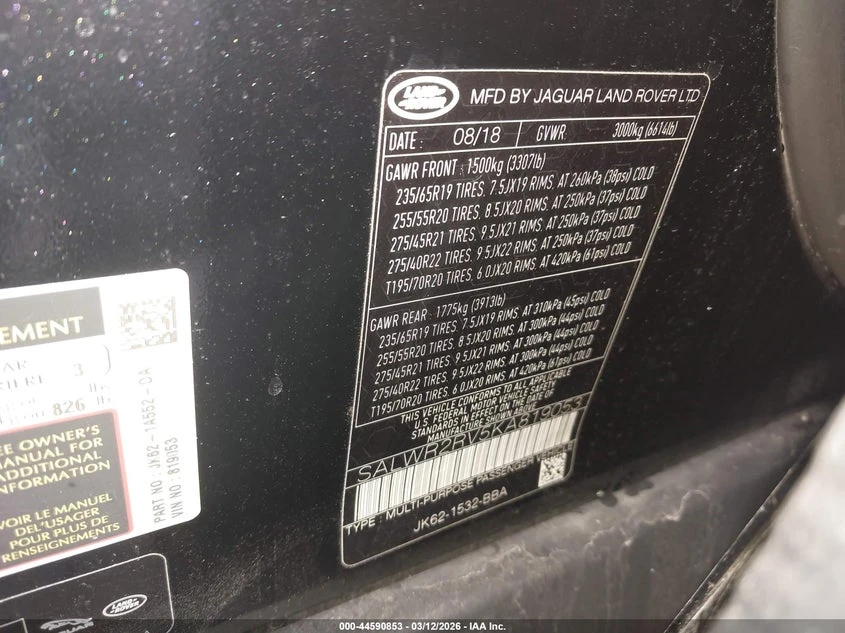 LAND ROVER
MFD BY JAGUAR LAND ROVER LTD
DATE : 08/18 GVWR 3000kg (6614lb)
GAWR FRONT : 1500kg (3307lb)
235/65R19 TIRES, 7.5JX19 RIMS, AT 260kPa (38psi) COLD
255/55R20 TIRES, 8.5JX20 RIMS, AT 250kPa (37psi) COLD
275/45R21 TIRES, 9.5JX21 RIMS, AT 250kPa (37psi) COLD
275/40R22 TIRES, 9.5JX22 RIMS, AT 250kPa (37psi) COLD
T195/70R20 TIRES, 6.0JX20 RIMS, AT 420kPa (61psi) COLD
GAWR REAR : 1775kg (3913lb)
235/65R19 TIRES, 7.5JX19 RIMS, AT 310kPa (45psi) COLD
255/55R20 TIRES, 8.5JX20 RIMS, AT 300kPa (44psi) COLD
275/45R21 TIRES, 9.5JX21 RIMS, AT 300kPa (44psi) COLD
275/40R22 TIRES, 9.5JX22 RIMS, AT 300kPa (44psi) COLD
T195/70R20 TIRES, 6.0JX20 RIMS, AT 420kPa (61psi) COLD
THIS VEHICLE CONFORMS TO ALL APPLICABLE
U.S. FEDERAL MOTOR VEHICLE SAFETY
STANDARDS IN EFFECT ON THE DATE OF
MANUFACTURE SHOWN ABOVE.
SALWR2RV5KA819053
TYPE : MULTI-PURPOSE PASSENGER VEHICLE
JK62-1532-BBA
EMENT
AR
3
826 lbs
EE OWNER'S
MANUAL FOR
ADDITIONAL
INFORMATION
VOIR LE MANUEL
DEL'USAGER
POUR PLUS DE
RENSEIGNEMENTS
PART NO : JK62-1A552-CA
VIN NO : 819053
JAGUAR
LAND ROVER
000-44590853 - 03/12/2026 - IAA Inc.